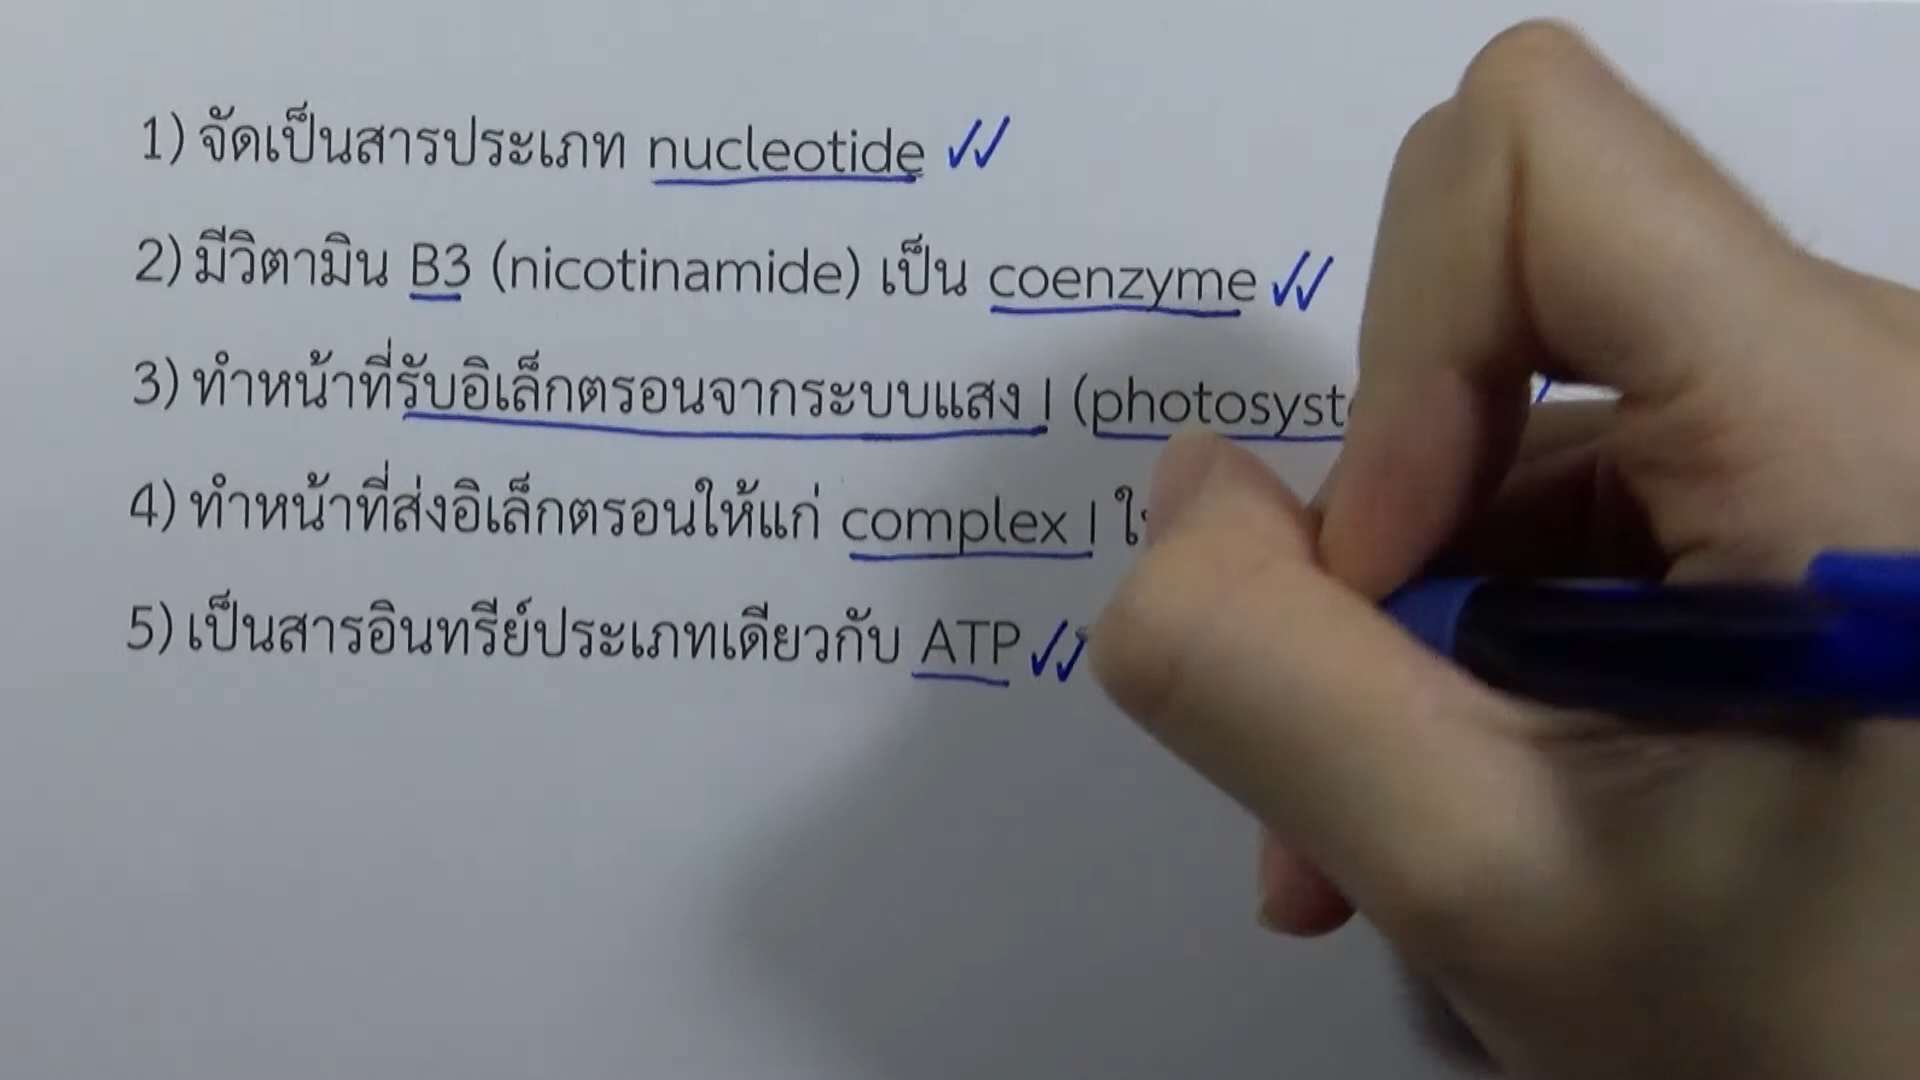 1) จัดเป็นสารประเภท nucleotide
2) มีวิตามิน B3 (nicotinamide) เป็น coenzyme
3) ทำหน้าที่รับอิเล็กตรอนจากระบบแสง I
4) ทำหน้าที่ส่งอิเล็กตรอนให้แก่ complex I
5) เป็นสารอินทรีย์ประเภทเดียวกับ ATP